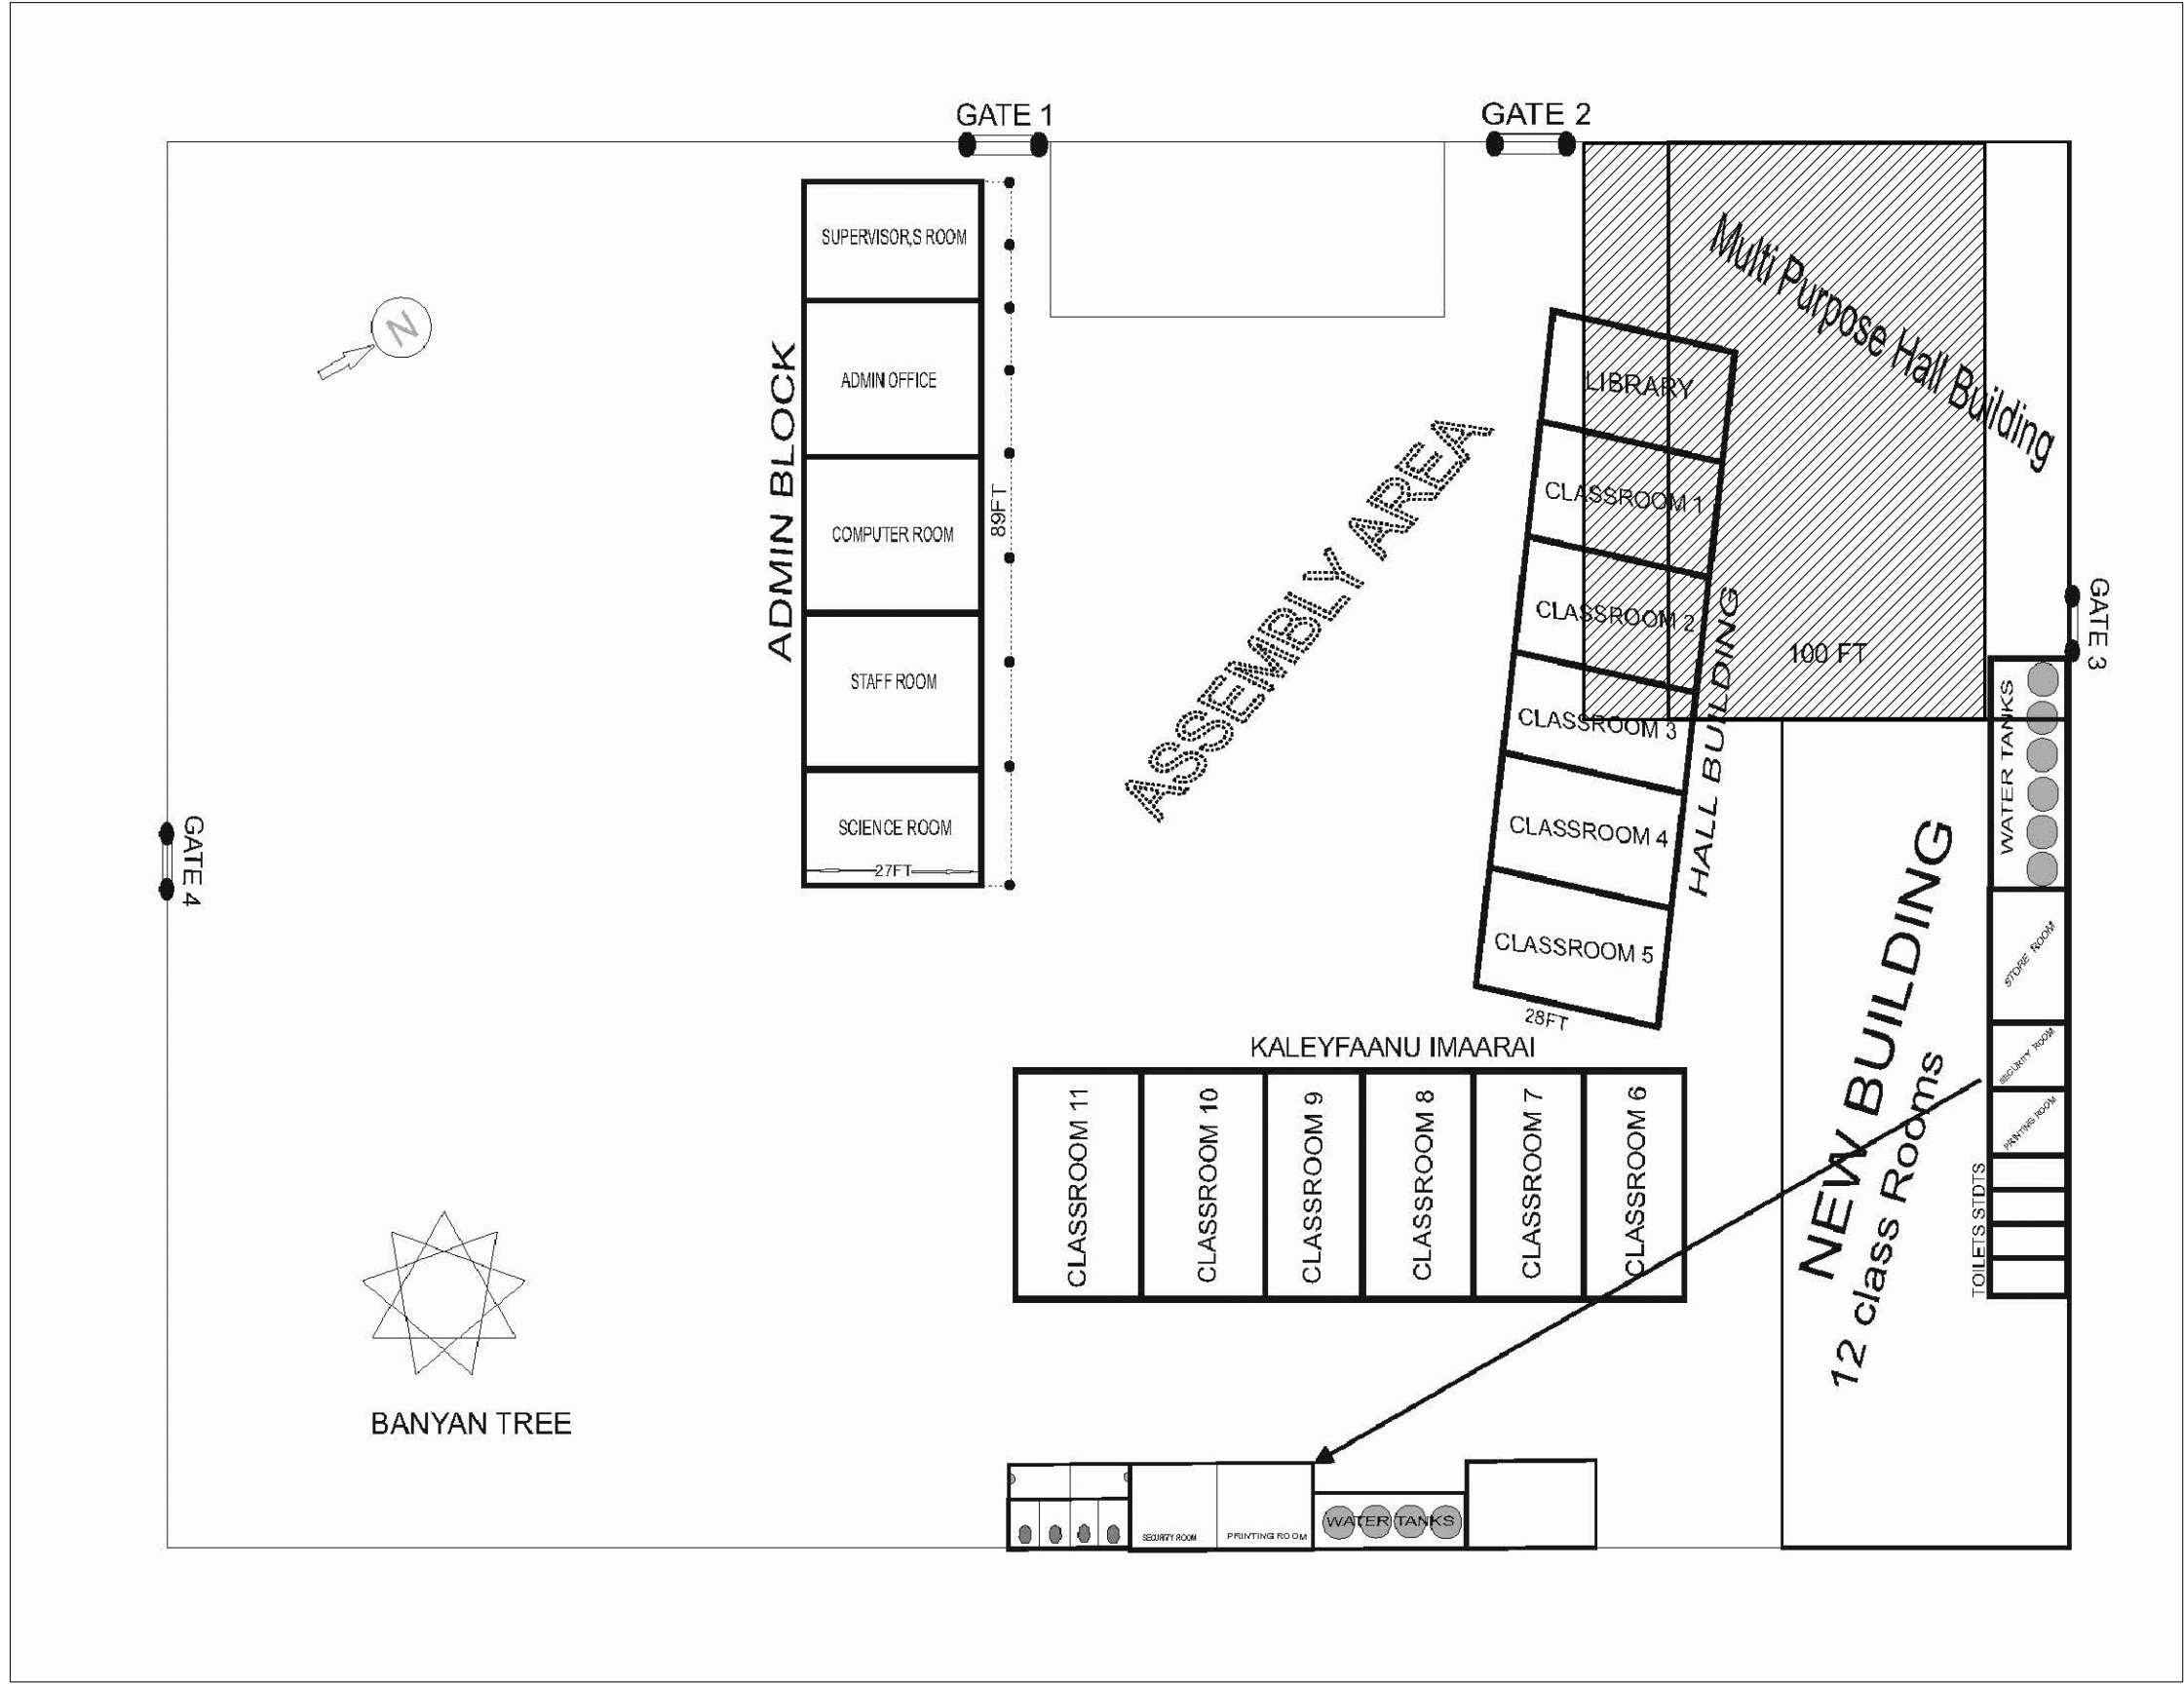 GATE 1
GATE 2
SUPERVISOR,S ROOM
ADMIN OFFICE
COMPUTER ROOM
STAFF ROOM
SCIENCE ROOM
27FT
89FT
ADMIN BLOCK
N
ASSEMBLY AREA
Multi Purpose Hall Building
100 FT
LIBRARY
CLASSROOM 1
CLASSROOM 2
CLASSROOM 3
CLASSROOM 4
CLASSROOM 5
28FT
HALL BUILDING
GATE 3
GATE 4
WATER TANKS
STORE ROOM
SECURITY ROOM
PRINTING ROOM
TOILETS STDTS
NEW BUILDING
12 class Rooms
KALEYFAANU IMAARAI
CLASSROOM 11
CLASSROOM 10
CLASSROOM 9
CLASSROOM 8
CLASSROOM 7
CLASSROOM 6
BANYAN TREE
SECURITY ROOM
PRINTING ROOM
WATER TANKS